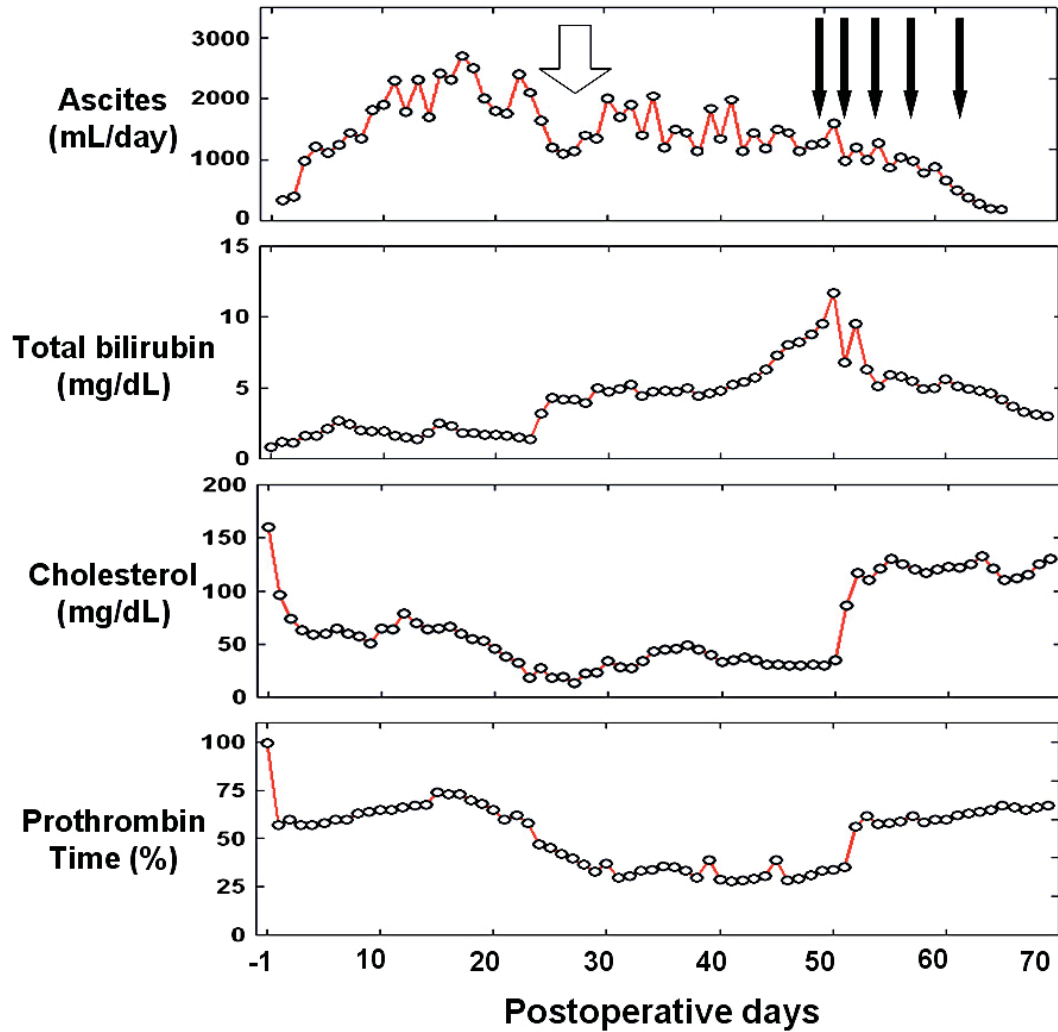 3000
2000
1000
0
Ascites
(mL/day)
15
10
5
0
Total bilirubin
(mg/dL)
200
150
100
50
0
Cholesterol
(mg/dL)
100
75
50
25
0
Prothrombin
Time (%)
-1 10 20 30 40 50 60 70
Postoperative days